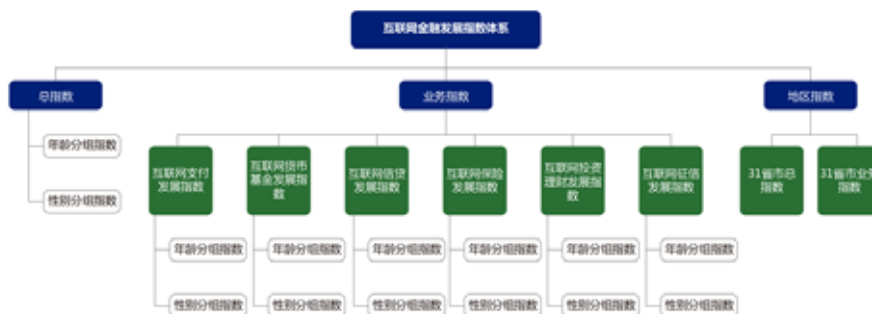 互联网金融发展指数体系
总指数
业务指数
地区指数
年龄分组指数
性别分组指数
互联网支付
发展指数
互联网货币
基金发展指
数
互联网信贷
发展指数
互联网保险
发展指数
互联网投资
理财发展指
数
互联网征信
发展指数
31省市总
指数
31省市业务
指数
年龄分组指数
年龄分组指数
年龄分组指数
年龄分组指数
年龄分组指数
年龄分组指数
性别分组指数
性别分组指数
性别分组指数
性别分组指数
性别分组指数
性别分组指数